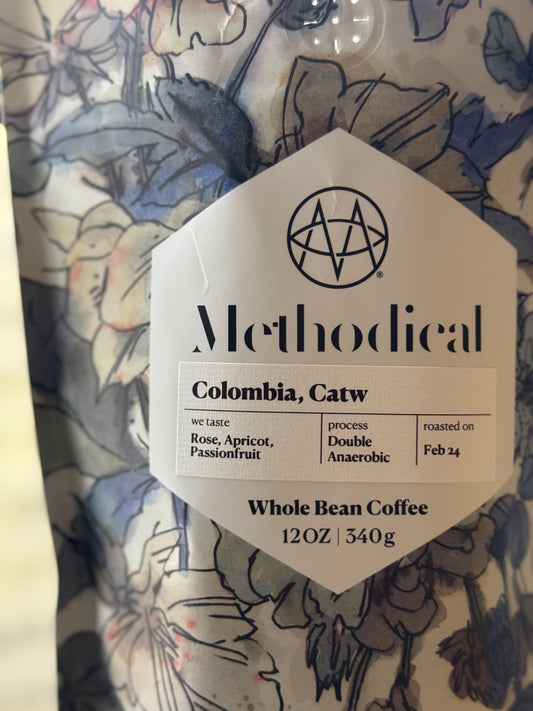 Methodical
Colombia, Catw
we taste
Rose, Apricot,
Passionfruit
process
Double
Anaerobic
roasted on
Feb 24
Whole Bean Coffee
12OZ | 340g